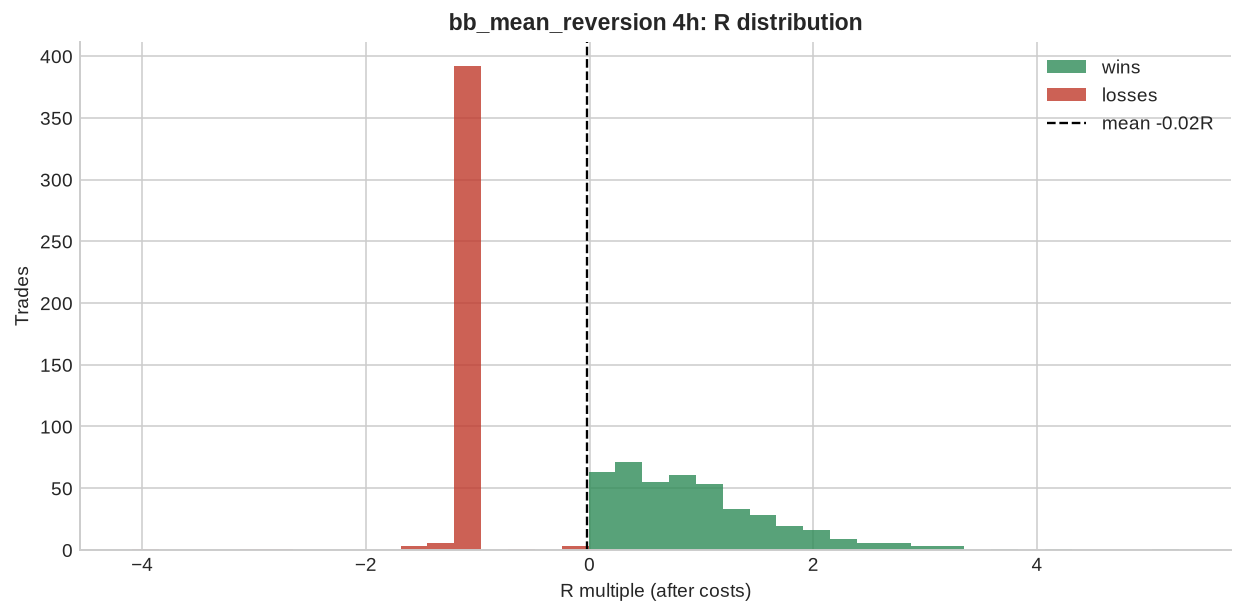 bb_mean_reversion 4h: R distribution
wins
losses
mean -0.02R
Trades
400
350
300
250
200
150
100
50
0
−4
−2
0
2
4
R multiple (after costs)